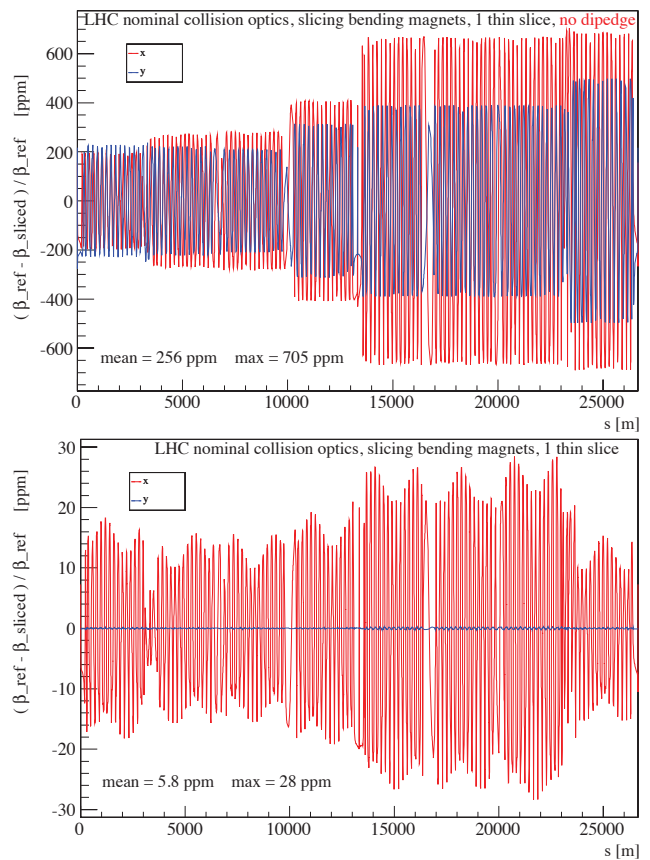 LHC nominal collision optics, slicing bending magnets, 1 thin slice, no dipedge
x
y
( β_ref - β_sliced ) / β_ref [ppm]
600
400
200
0
-200
-400
-600
mean = 256 ppm max = 705 ppm
0 5000 10000 15000 20000 25000
s [m]
LHC nominal collision optics, slicing bending magnets, 1 thin slice
x
y
( β_ref - β_sliced ) / β_ref [ppm]
30
20
10
0
-10
-20
-30
mean = 5.8 ppm max = 28 ppm
0 5000 10000 15000 20000 25000
s [m]